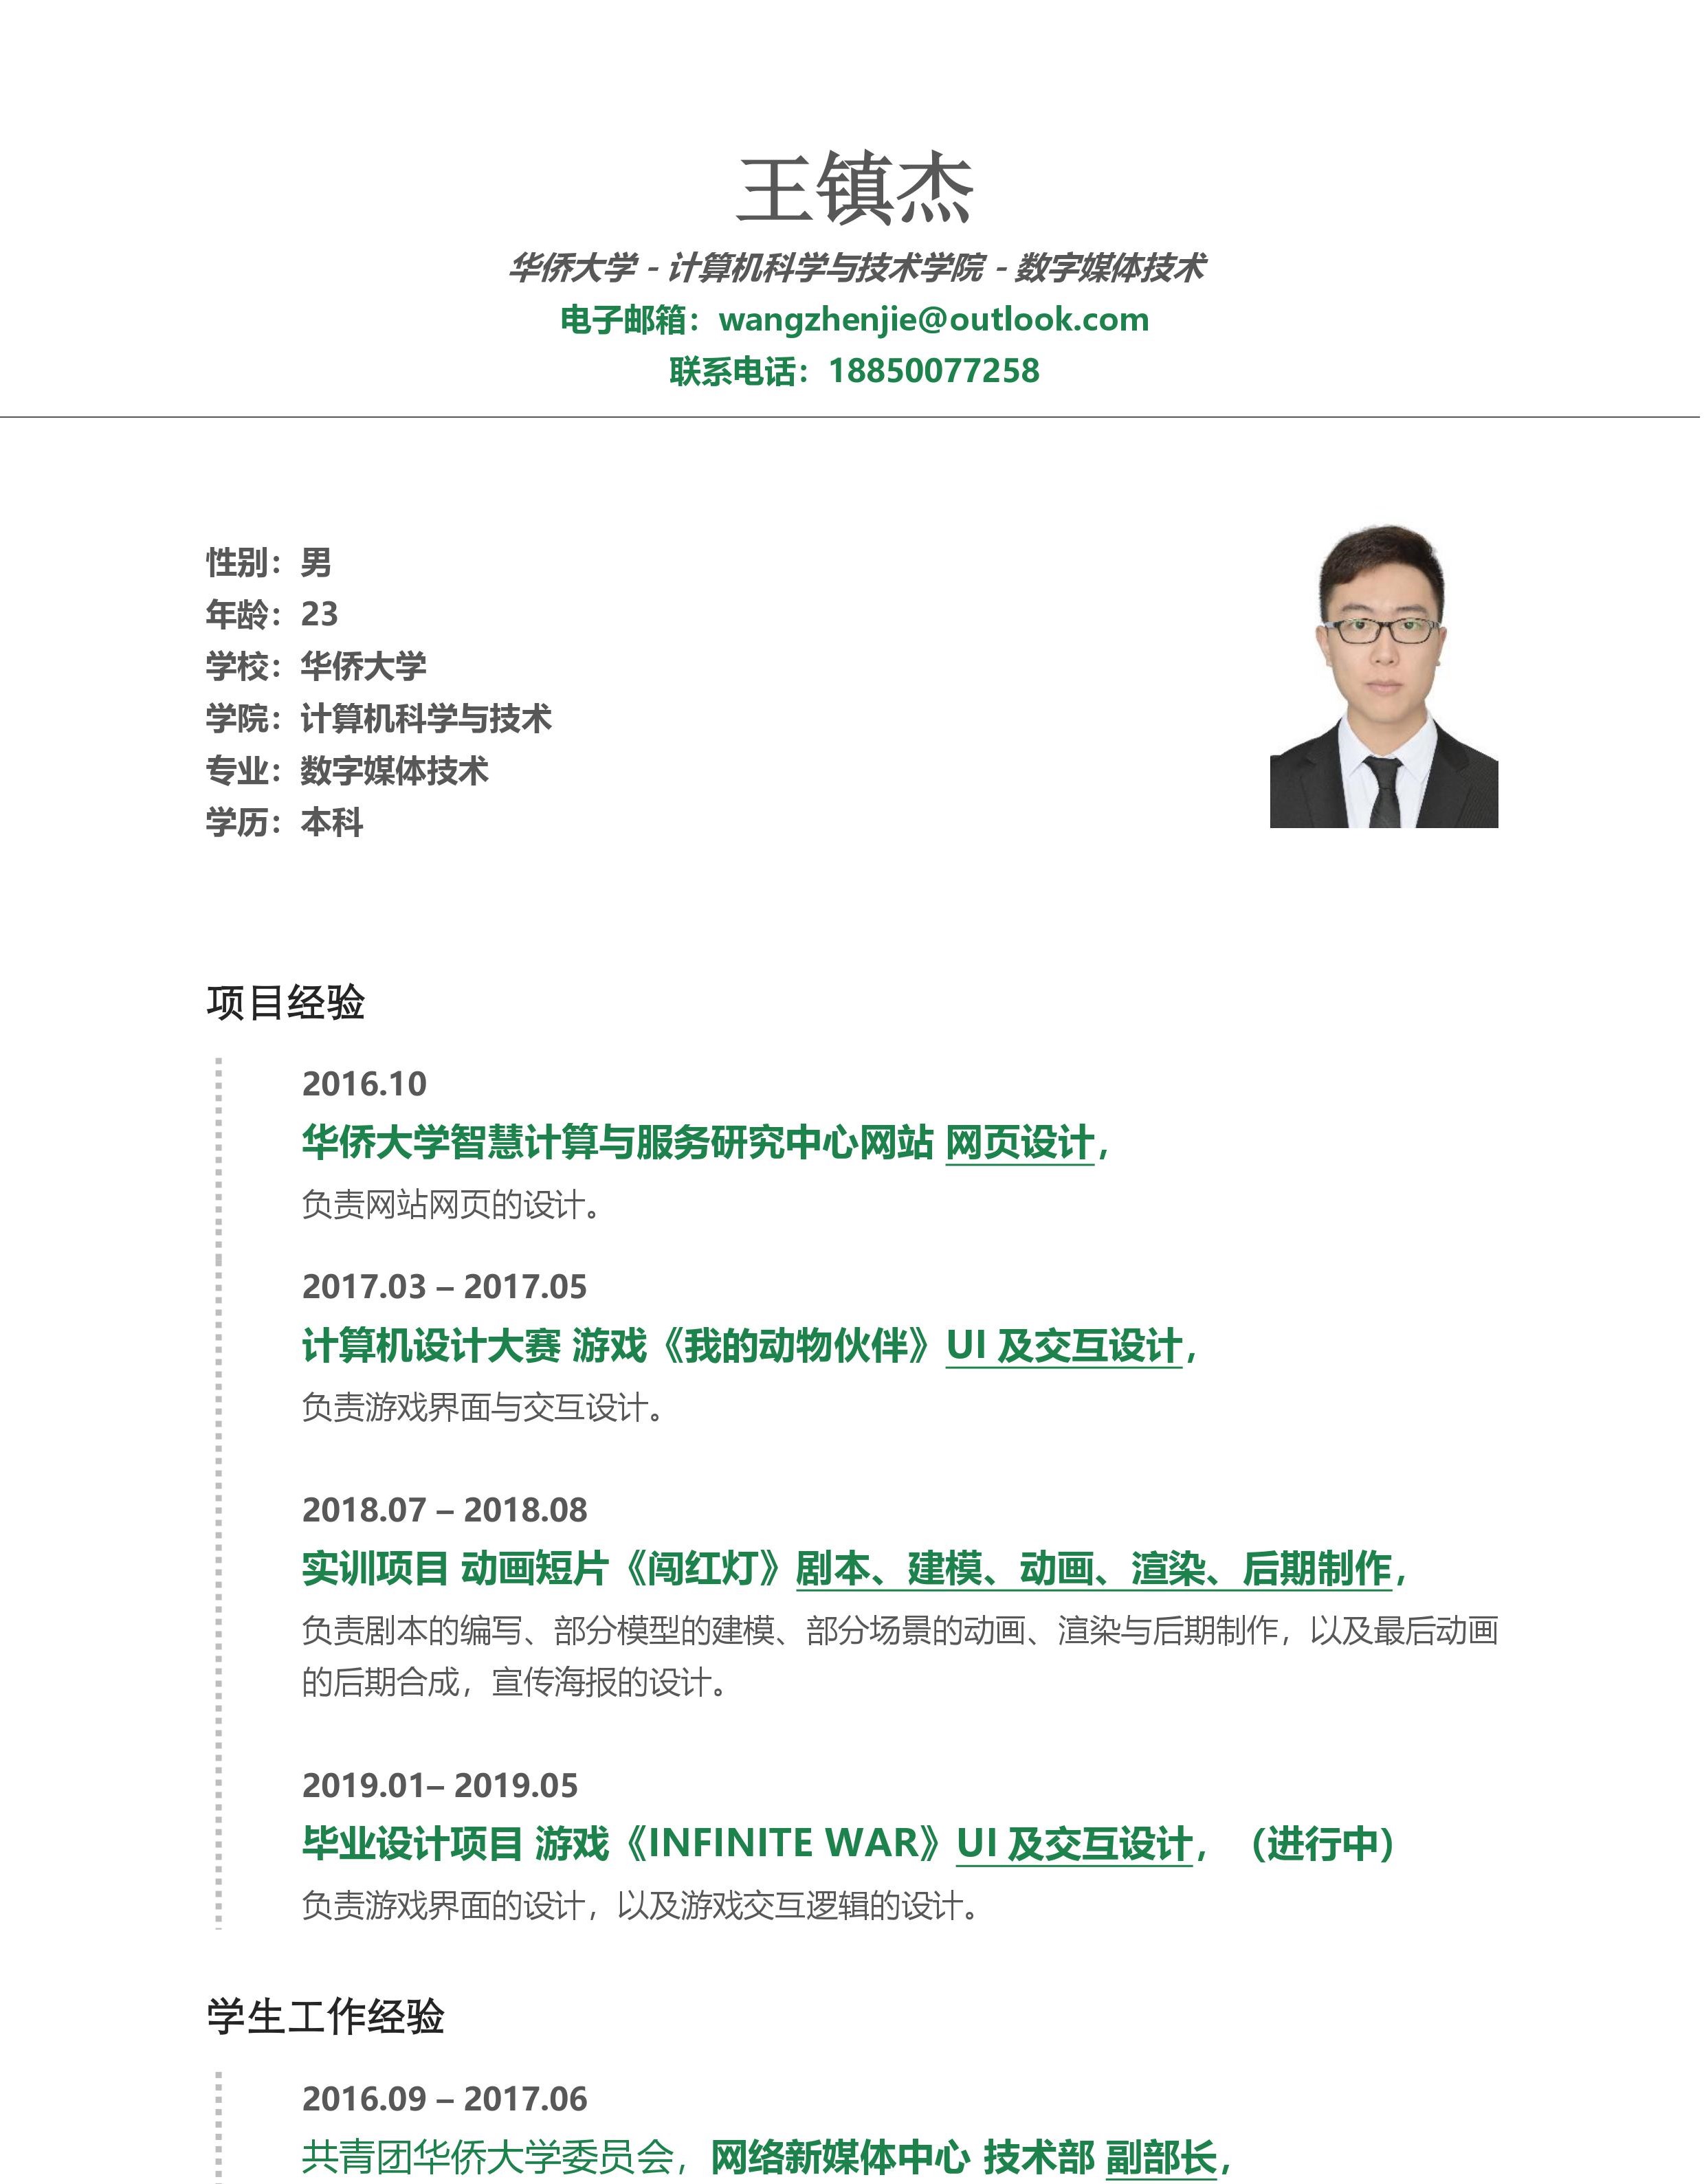 王镇杰
华侨大学 - 计算机科学与技术学院 - 数字媒体技术
电子邮箱：wangzhenjie@outlook.com
联系电话：18850077258
性别：男
年龄：23
学校：华侨大学
学院：计算机科学与技术
专业：数字媒体技术
学历：本科
项目经验
2016.10
华侨大学智慧计算与服务研究中心网站 网页设计，
负责网站网页的设计。
2017.03 – 2017.05
计算机设计大赛 游戏《我的动物伙伴》UI 及交互设计，
负责游戏界面与交互设计。
2018.07 – 2018.08
实训项目 动画短片《闯红灯》剧本、建模、动画、渲染、后期制作，
负责剧本的编写、部分模型的建模、部分场景的动画、渲染与后期制作，以及最后动画
的后期合成，宣传海报的设计。
2019.01– 2019.05
毕业设计项目 游戏《INFINITE WAR》UI 及交互设计，（进行中）
负责游戏界面的设计，以及游戏交互逻辑的设计。
学生工作经验
2016.09 – 2017.06
共青团华侨大学委员会，网络新媒体中心 技术部 副部长，